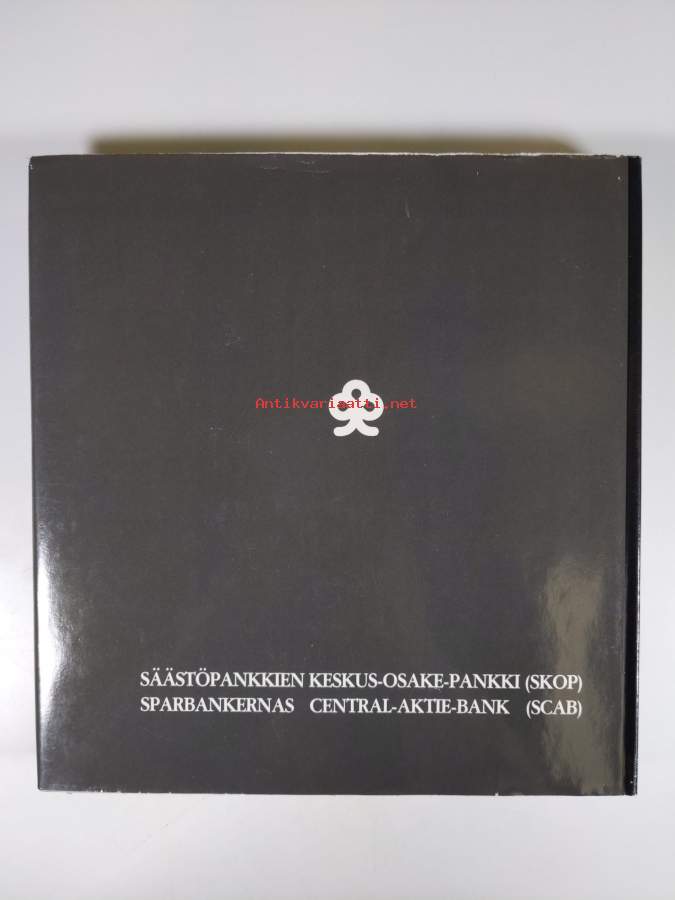 Antikvariaatti.net
SÄÄSTÖPANKKIEN KESKUS-OSAKE-PANKKI (SKOP)
SPARBANKERNAS CENTRAL-AKTIE-BANK (SCAB)